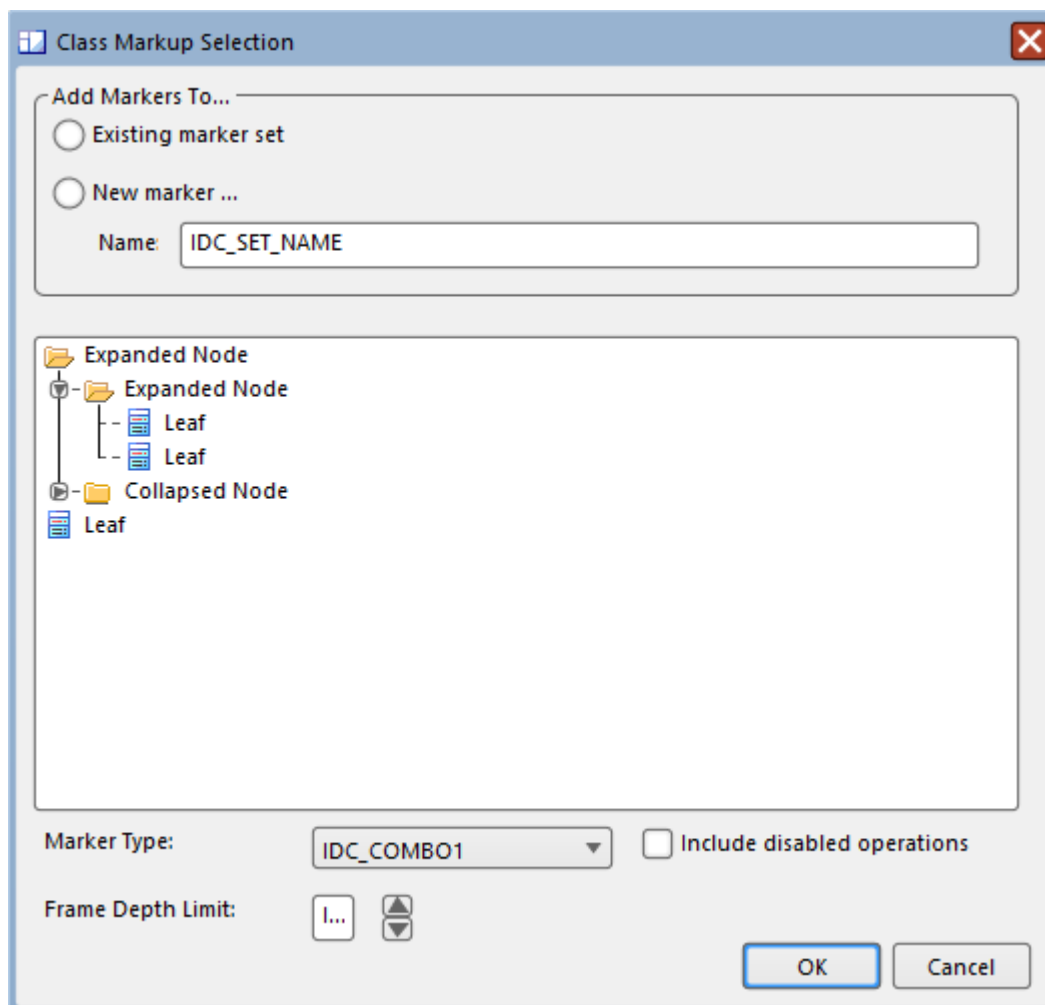 Class Markup Selection
Add Markers To...
Existing marker set
New marker ...
Name: IDC_SET_NAME
Expanded Node
Expanded Node
Leaf
Leaf
Collapsed Node
Leaf
Marker Type: IDC_COMBO1 Include disabled operations
Frame Depth Limit: I...
OK Cancel